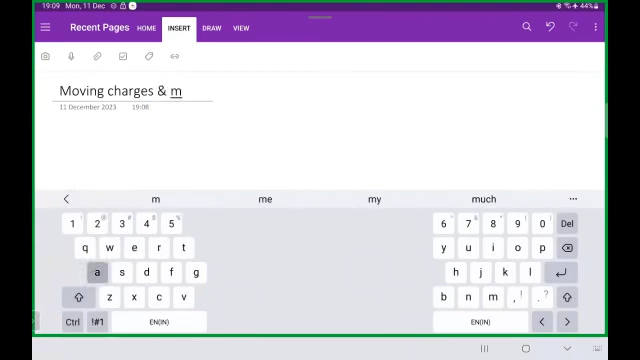 19:09 Mon, 11 Dec 44%
Recent Pages HOME INSERT DRAW VIEW
Moving charges & m
11 December 2023 19:08
m me my much
1 2 3 4 5 6 7 8 9 0 Del
q w e r t y u i o p
a s d f g h j k l
z x c v b n m , ! . ?
Ctrl !#1 EN(IN) EN(IN)